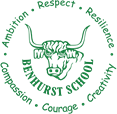 Ambition • Respect • Resilience • Creativity • Courage • Compassion •
BENHURST SCHOOL